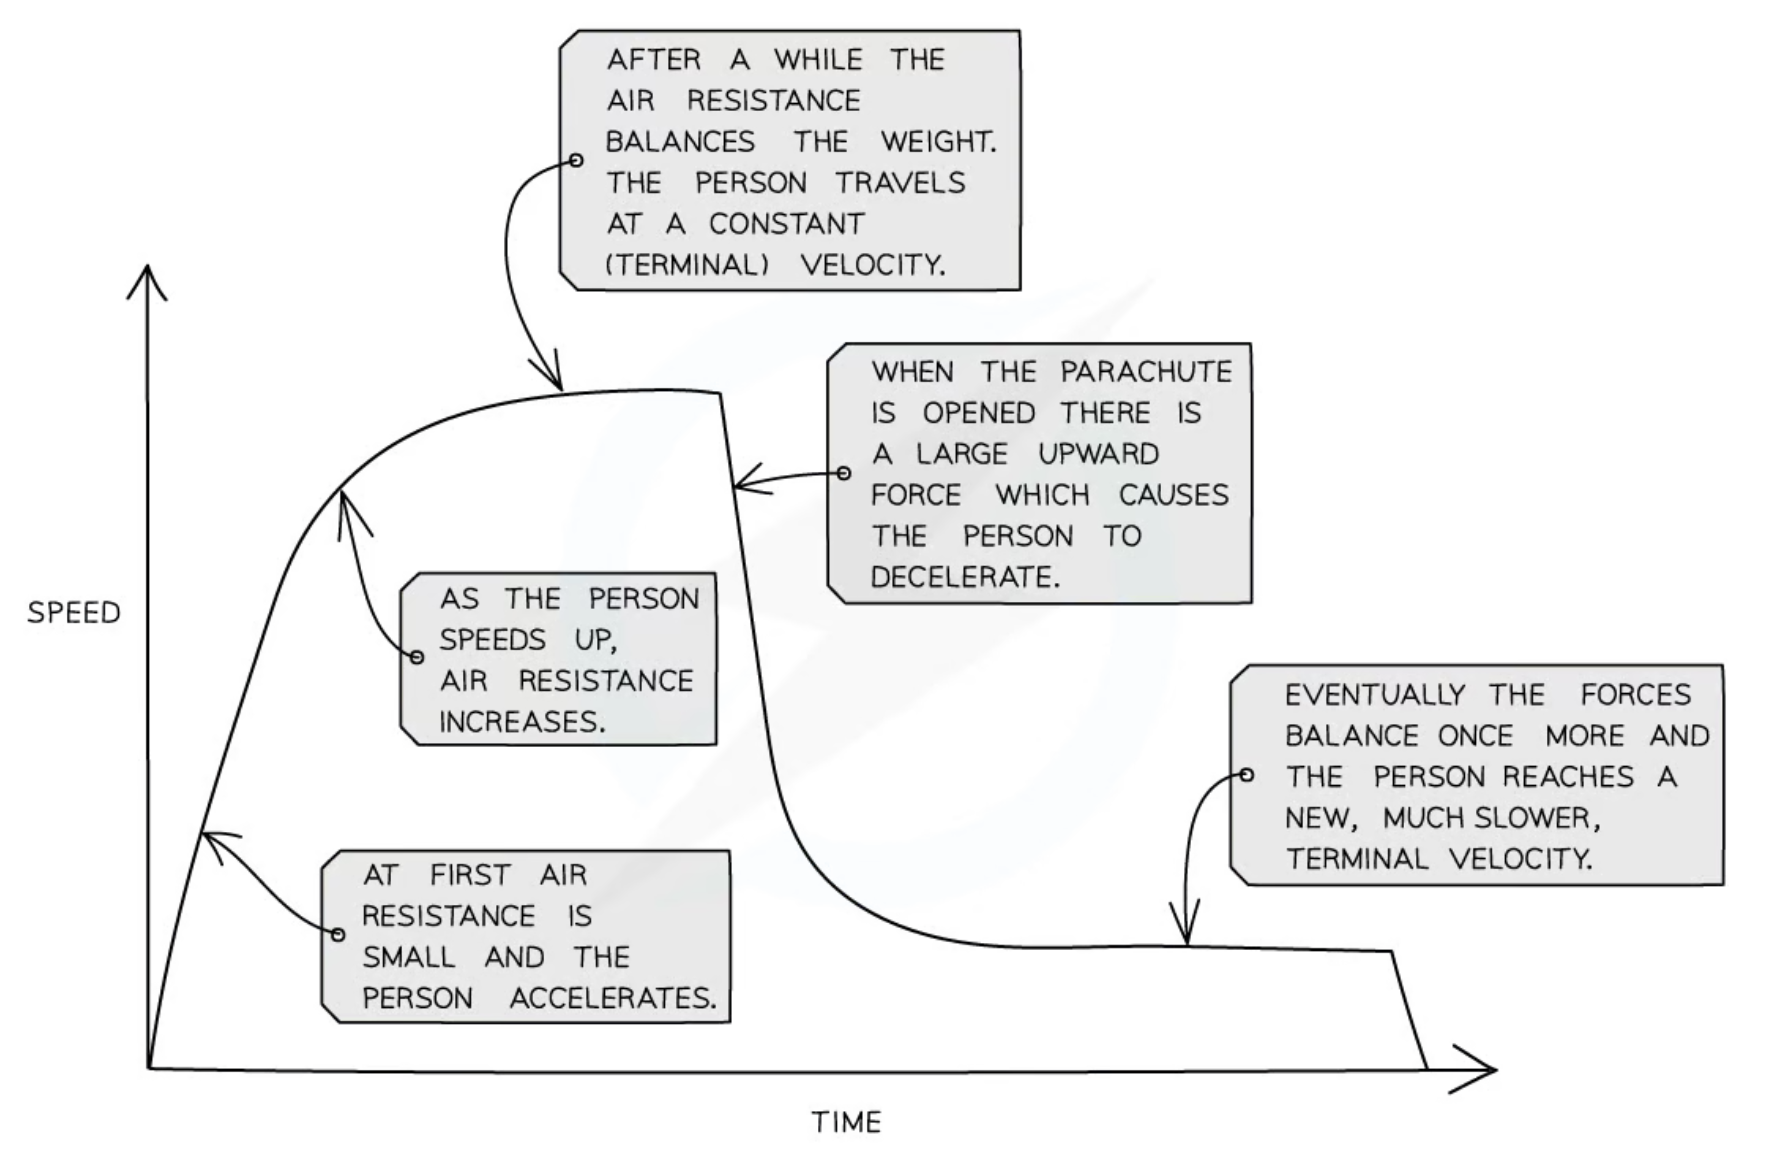 AFTER A WHILE THE
AIR RESISTANCE
BALANCES THE WEIGHT.
THE PERSON TRAVELS
AT A CONSTANT
(TERMINAL) VELOCITY.
WHEN THE PARACHUTE
IS OPENED THERE IS
A LARGE UPWARD
FORCE WHICH CAUSES
THE PERSON TO
DECELERATE.
SPEED
AS THE PERSON
SPEEDS UP,
AIR RESISTANCE
INCREASES.
EVENTUALLY THE FORCES
BALANCE ONCE MORE AND
THE PERSON REACHES A
NEW, MUCH SLOWER,
TERMINAL VELOCITY.
AT FIRST AIR
RESISTANCE IS
SMALL AND THE
PERSON ACCELERATES.
TIME